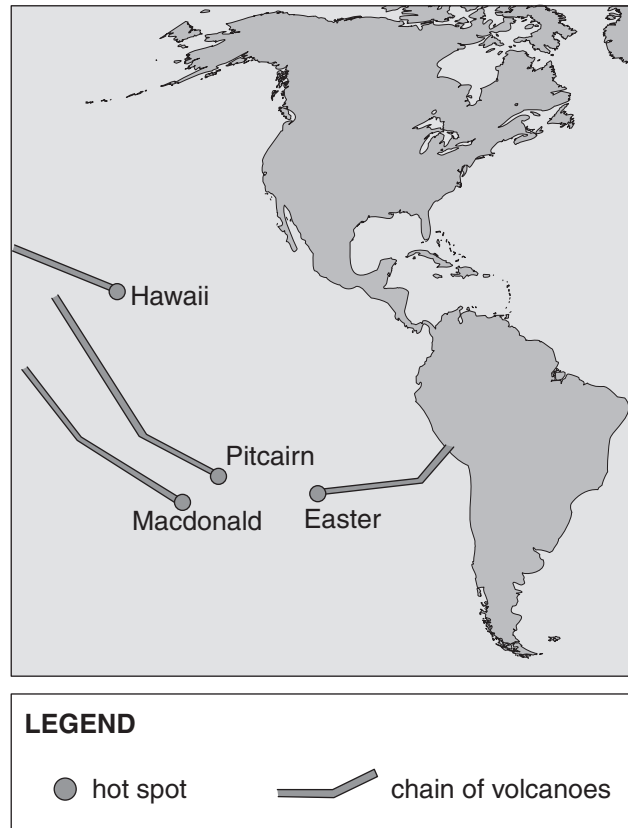 Hawaii
Pitcairn
Macdonald
Easter
LEGEND
hot spot
chain of volcanoes